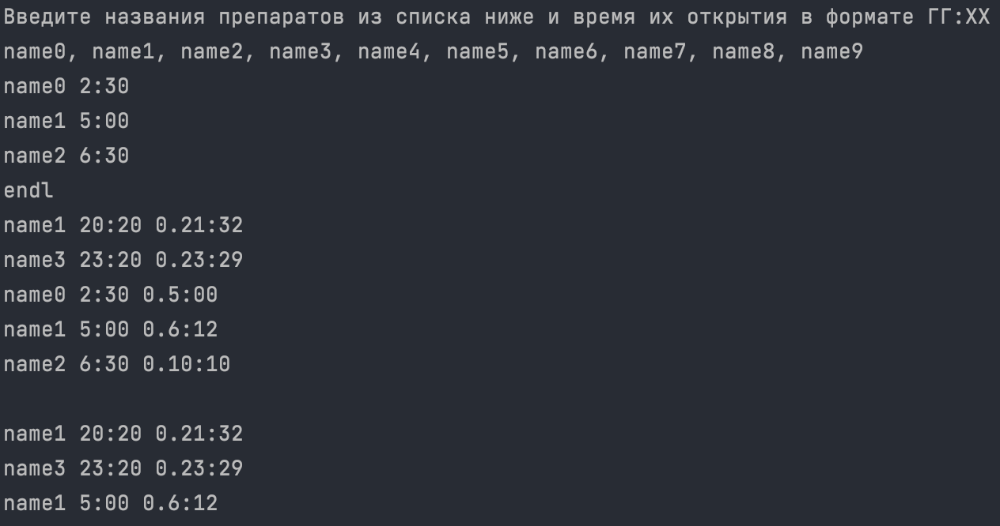 Введите названия препаратов из списка ниже и время их открытия в формате ГГ:ХХ
name0, name1, name2, name3, name4, name5, name6, name7, name8, name9
name0 2:30
name1 5:00
name2 6:30
endl
name1 20:20 0.21:32
name3 23:20 0.23:29
name0 2:30 0.5:00
name1 5:00 0.6:12
name2 6:30 0.10:10
name1 20:20 0.21:32
name3 23:20 0.23:29
name1 5:00 0.6:12